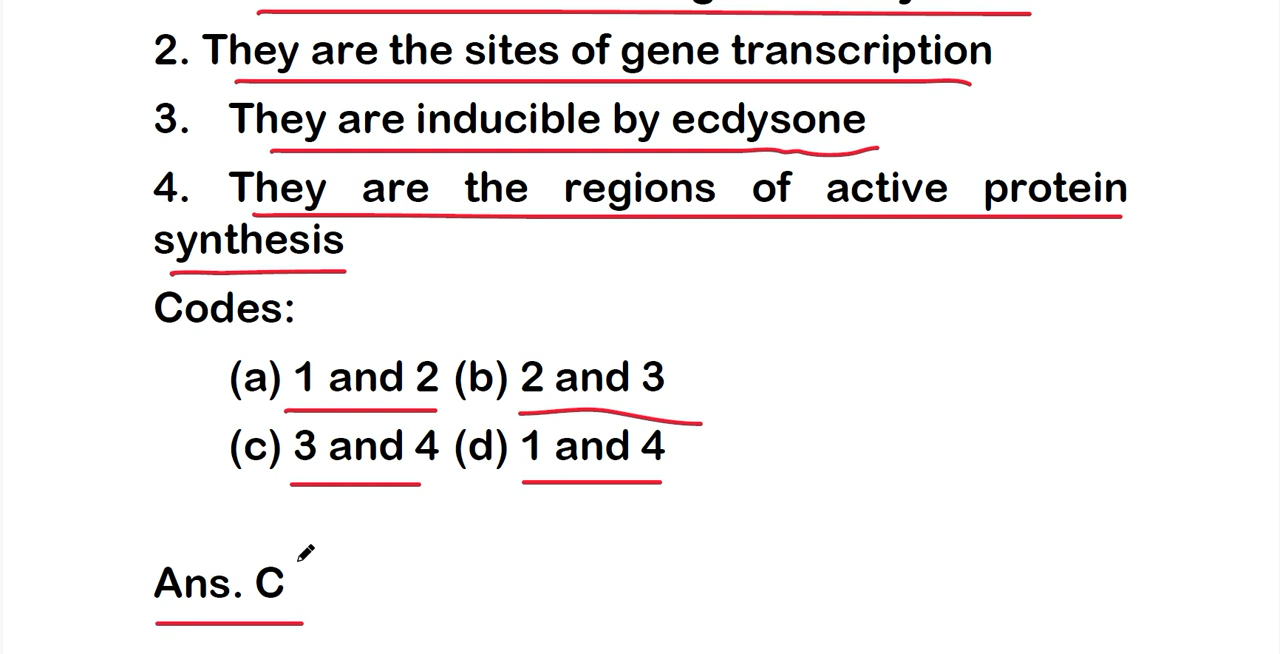 2. They are the sites of gene transcription
3. They are inducible by ecdysone
4. They are the regions of active protein
synthesis
Codes:
(a) 1 and 2 (b) 2 and 3
(c) 3 and 4 (d) 1 and 4
Ans. C